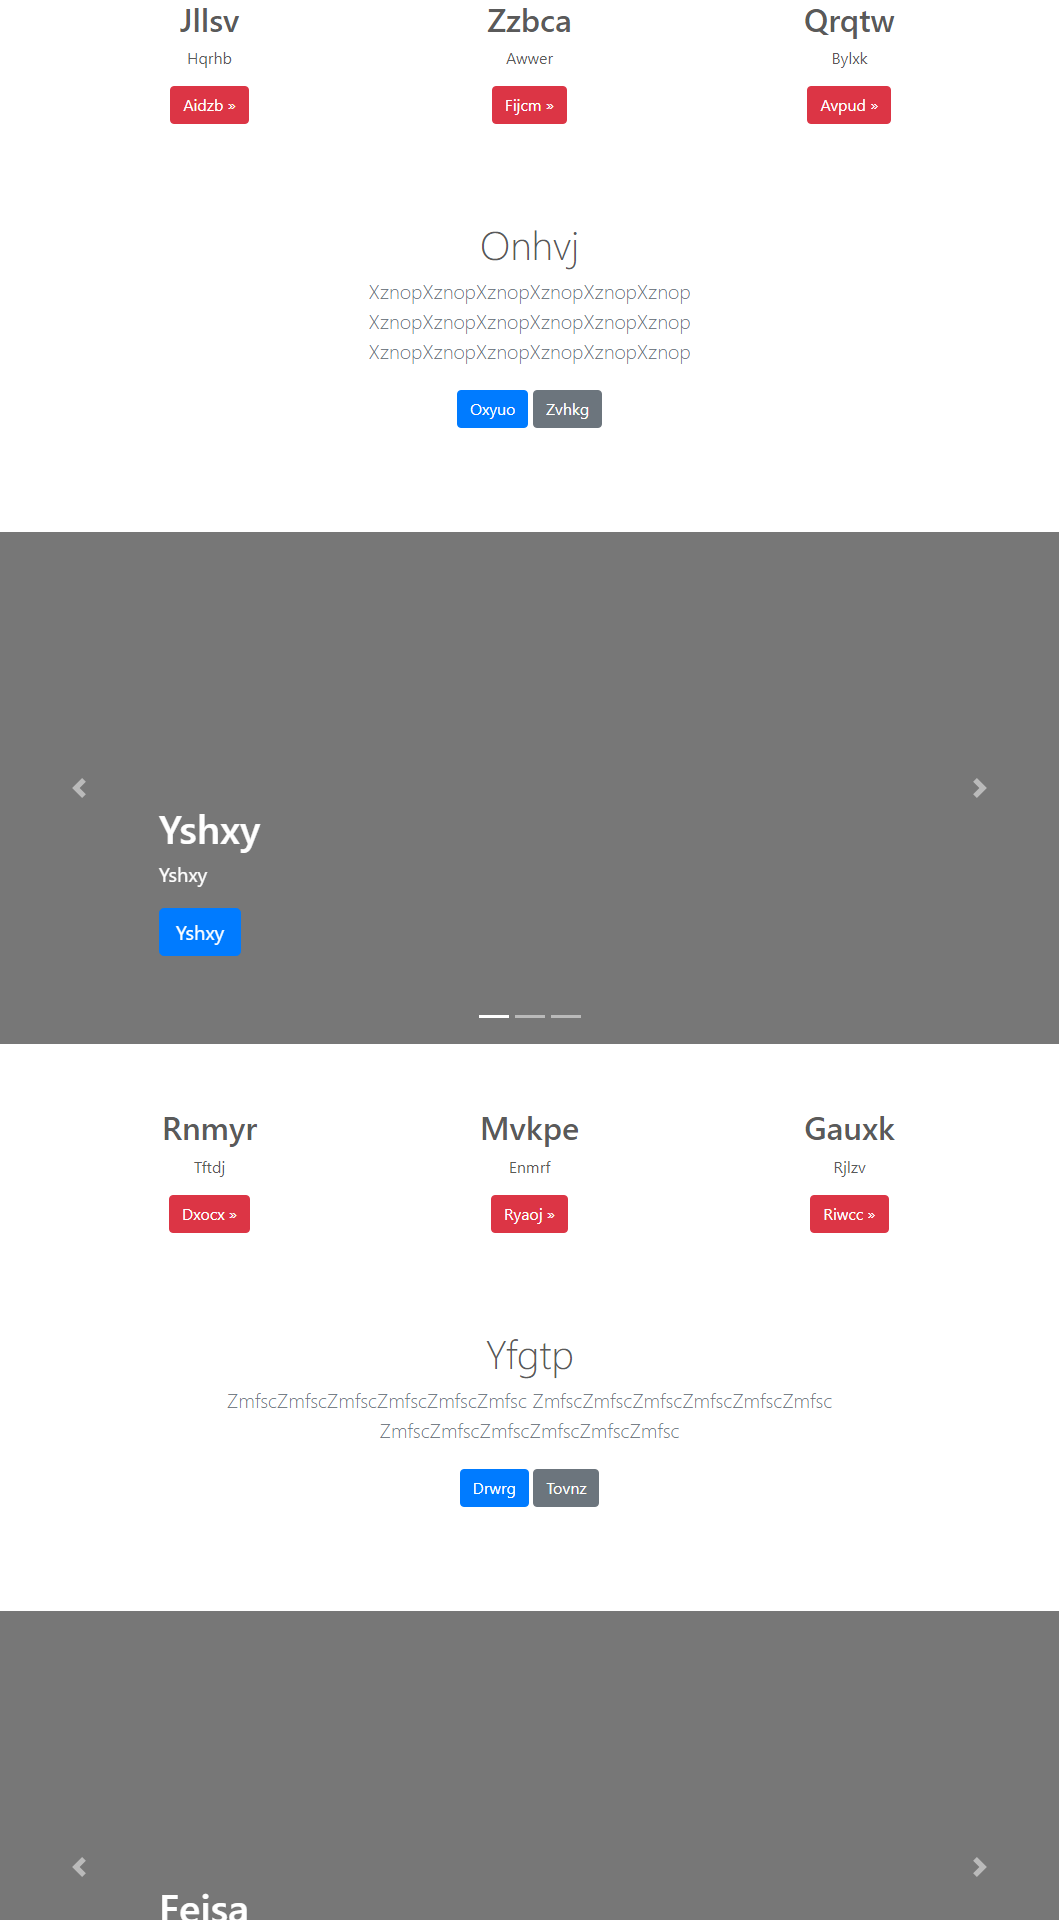 Jllsv
Hqrhb
Aidzb »
Zzbca
Awwer
Fijcm »
Qrqtw
Bylxk
Avpud »
Onhvj
XznopXznopXznopXznopXznopXznop
XznopXznopXznopXznopXznopXznop
XznopXznopXznopXznopXznopXznop
Oxyuo
Zvhkg
Yshxy
Yshxy
Yshxy
Rnmyr
Tftdj
Dxocx »
Mvkpe
Enmrf
Ryaoj »
Gauxk
Rjlzv
Riwcc »
Yfgtp
ZmfscZmfscZmfscZmfscZmfscZmfsc ZmfscZmfscZmfscZmfscZmfscZmfsc
ZmfscZmfscZmfscZmfscZmfscZmfsc
Drwrg
Tovnz
Feisa